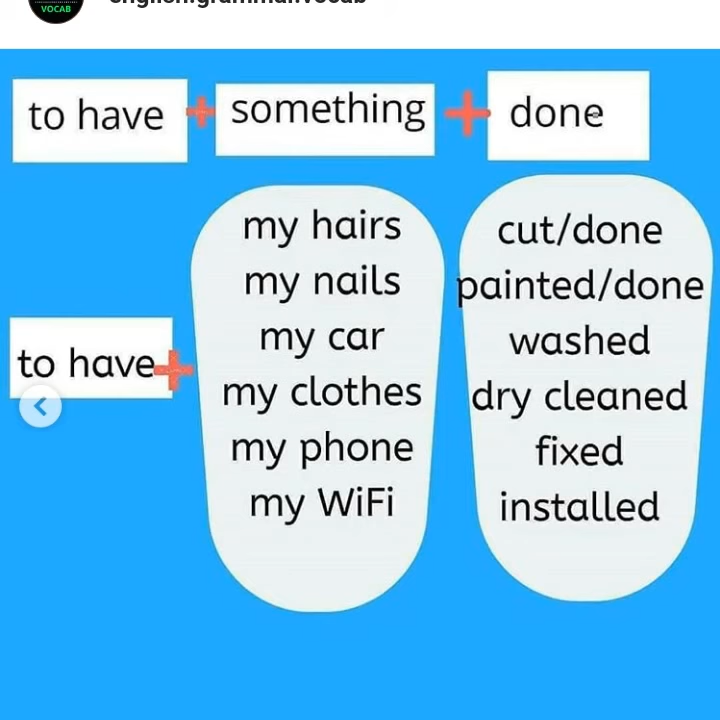 VOCAB
to have + something + done
my hairs cut/done
my nails painted/done
my car washed
to have +
my clothes dry cleaned
my phone fixed
my WiFi installed